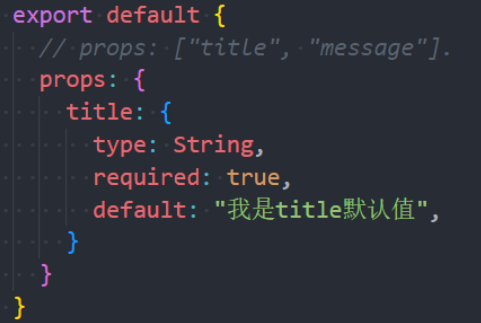 export default {
// props: ["title", "message"].
props: {
title: {
type: String,
required: true,
default: "我是title默认值",
}
}
}